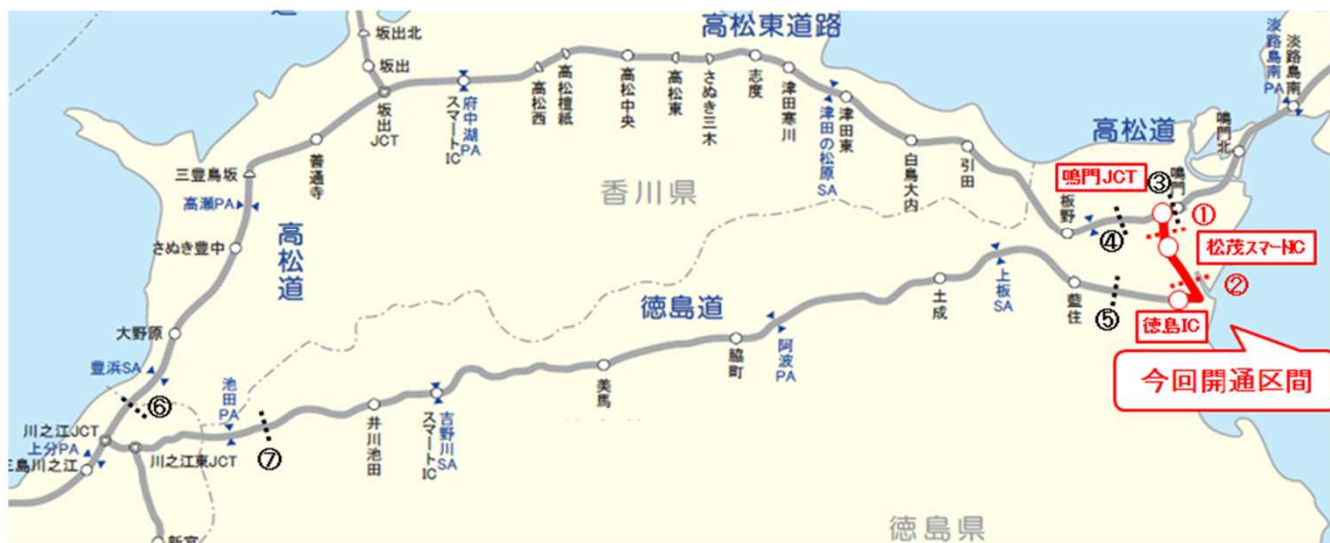 道
坂出北
坂出
坂出JCT
府中湖PA
スマートIC
高松西
高松檀紙
高松中央
高松東
さぬき三木
志度
津田寒川
津田の松原SA
津田東
白鳥大内
引田
高松東路
板野
高松道
鳴門JCT
③
鳴門
①
④
松茂スマートIC
②
鳴門北
淡路島南PA
淡路島南
善通寺
三豊鳥坂
高瀬PA
さぬき豊中
高松道
香川県
大野原
豊浜SA
⑥
川之江JCT
上分PA
三島川之江
川之江東JCT
新宮
池田PA
⑦
井川池田
吉野川SA
スマートIC
美馬
脇町
阿波PA
徳島道
土成
上板SA
藍住
⑤
徳島IC
今回開通区間
徳島県